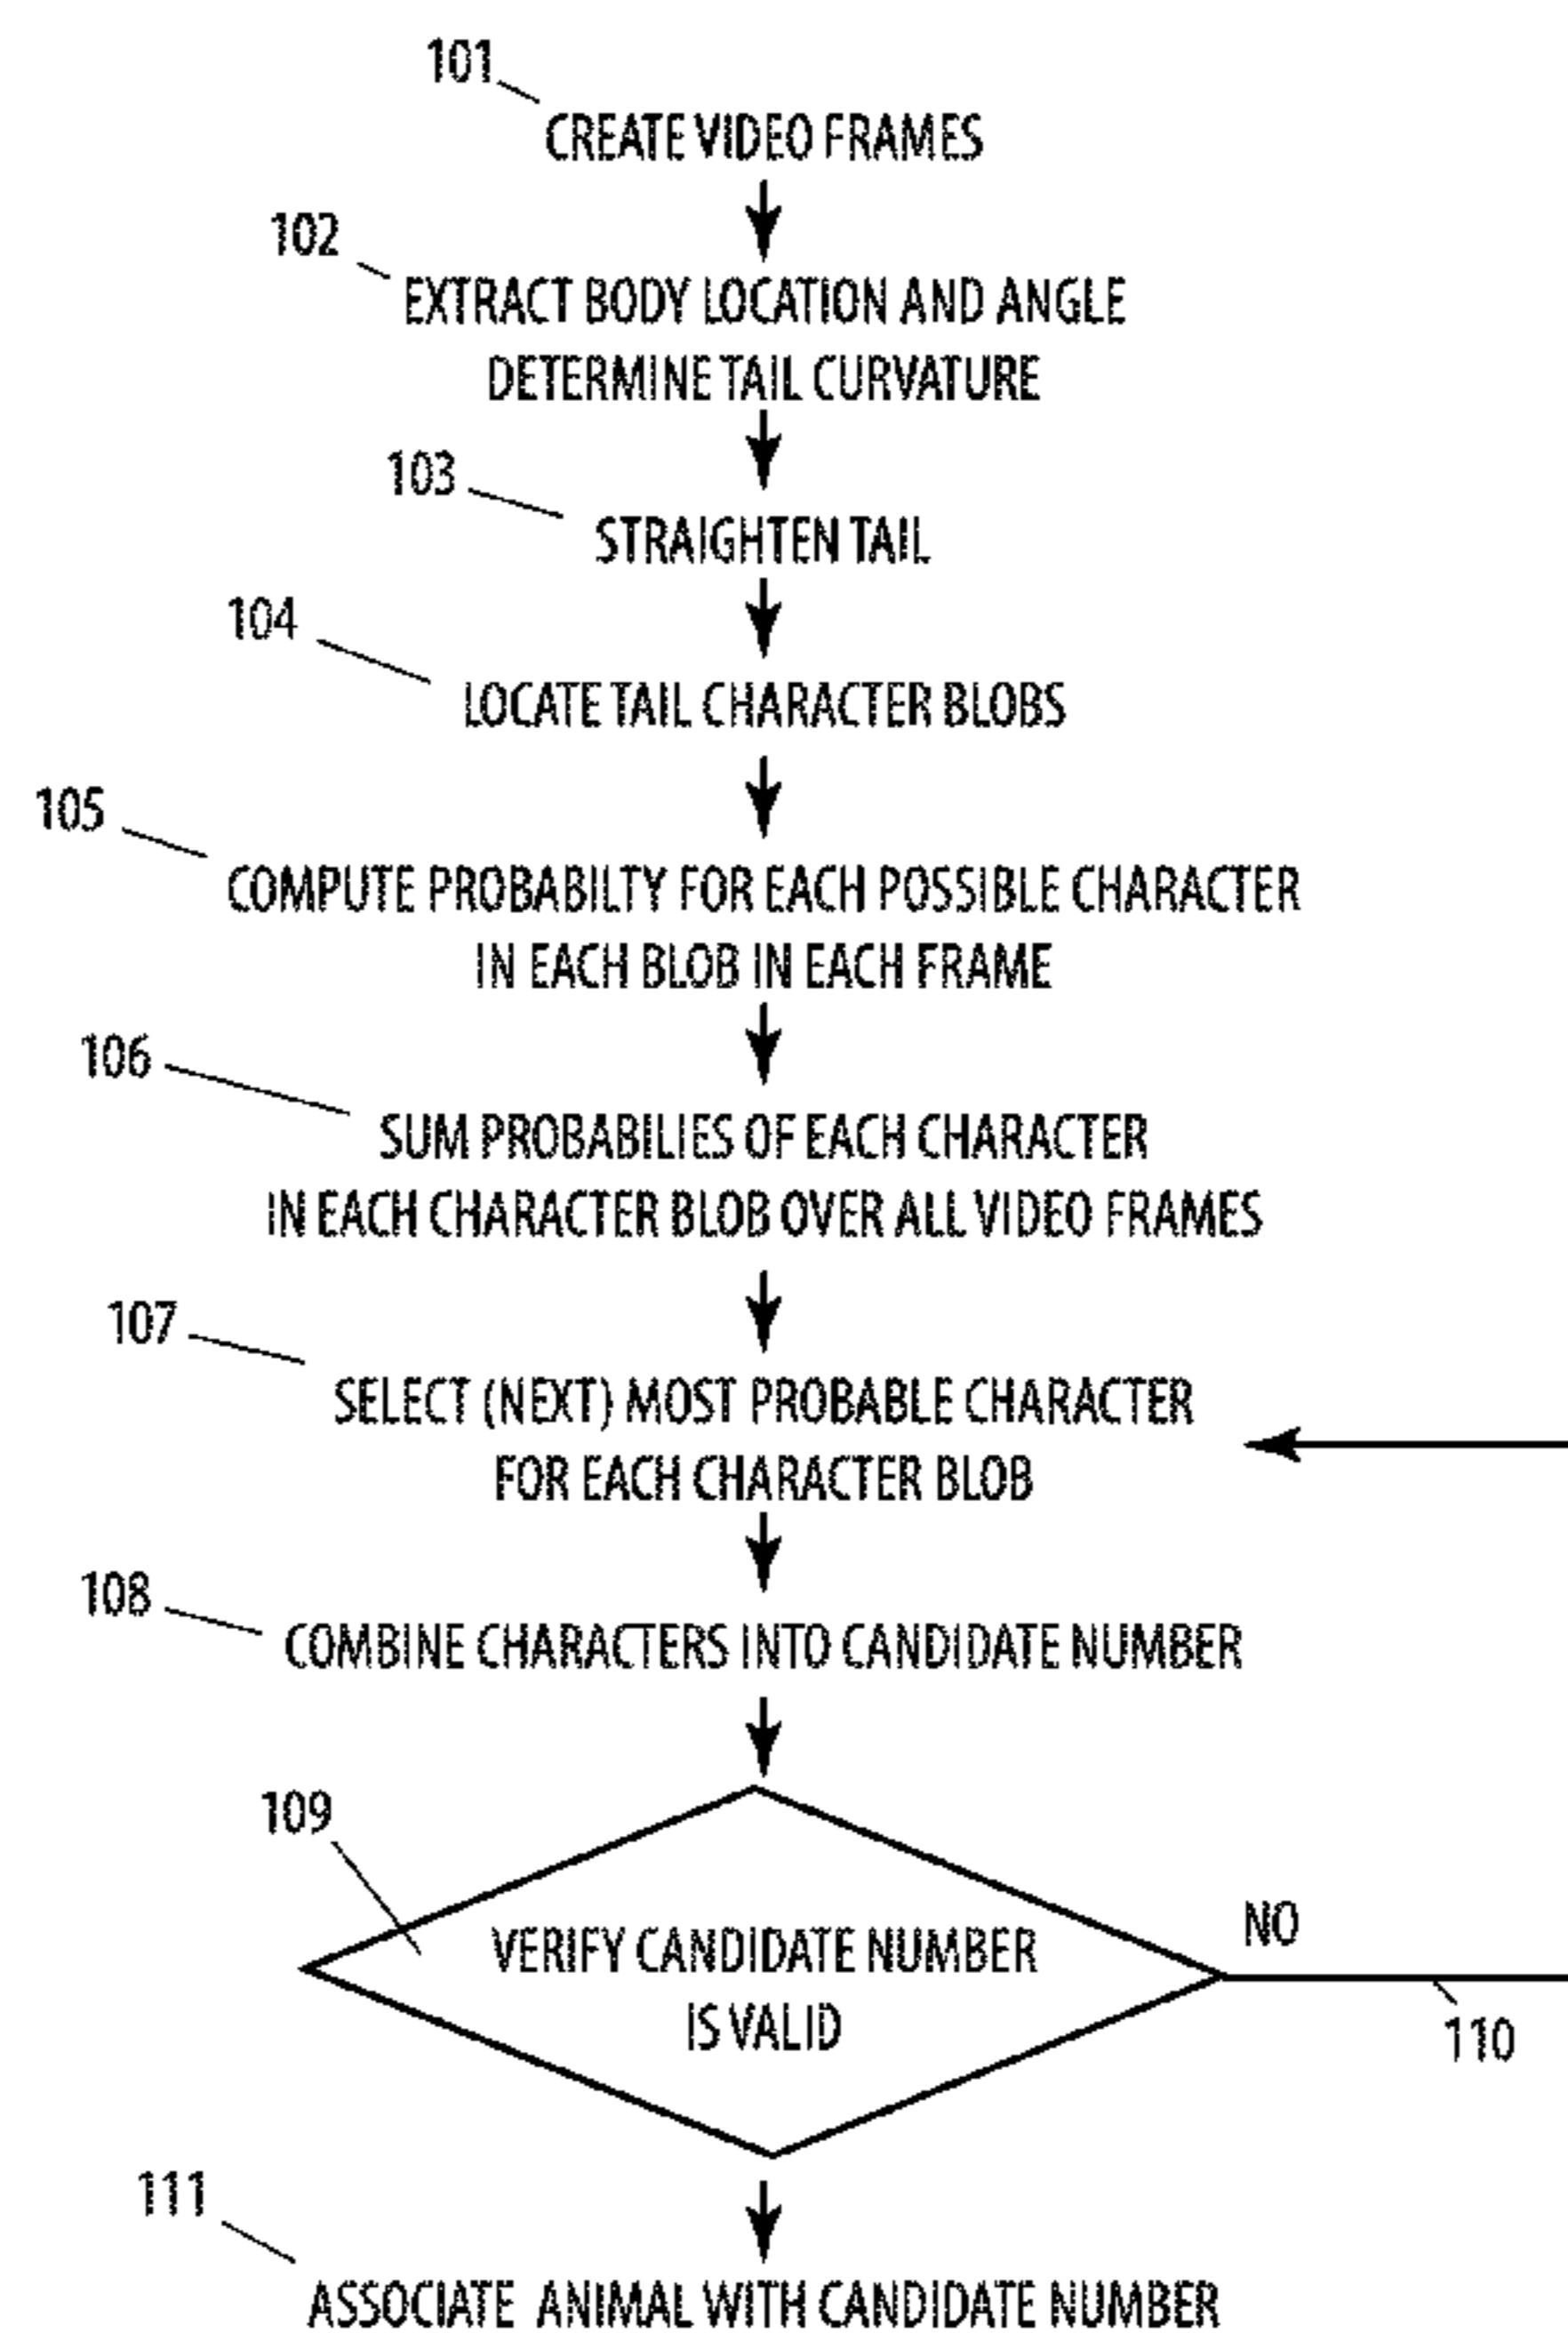 101
CREATE VIDEO FRAMES
102
EXTRACT BODY LOCATION AND ANGLE
DETERMINE TAIL CURVATURE
103
STRAIGHTEN TAIL
104
LOCATE TAIL CHARACTER BLOBS
105
COMPUTE PROBABILTY FOR EACH POSSIBLE CHARACTER
IN EACH BLOB IN EACH FRAME
106
SUM PROBABILIES OF EACH CHARACTER
IN EACH CHARACTER BLOB OVER ALL VIDEO FRAMES
107
SELECT (NEXT) MOST PROBABLE CHARACTER
FOR EACH CHARACTER BLOB
108
COMBINE CHARACTERS INTO CANDIDATE NUMBER
109
VERIFY CANDIDATE NUMBER
IS VALID
NO
110
111
ASSOCIATE ANIMAL WITH CANDIDATE NUMBER